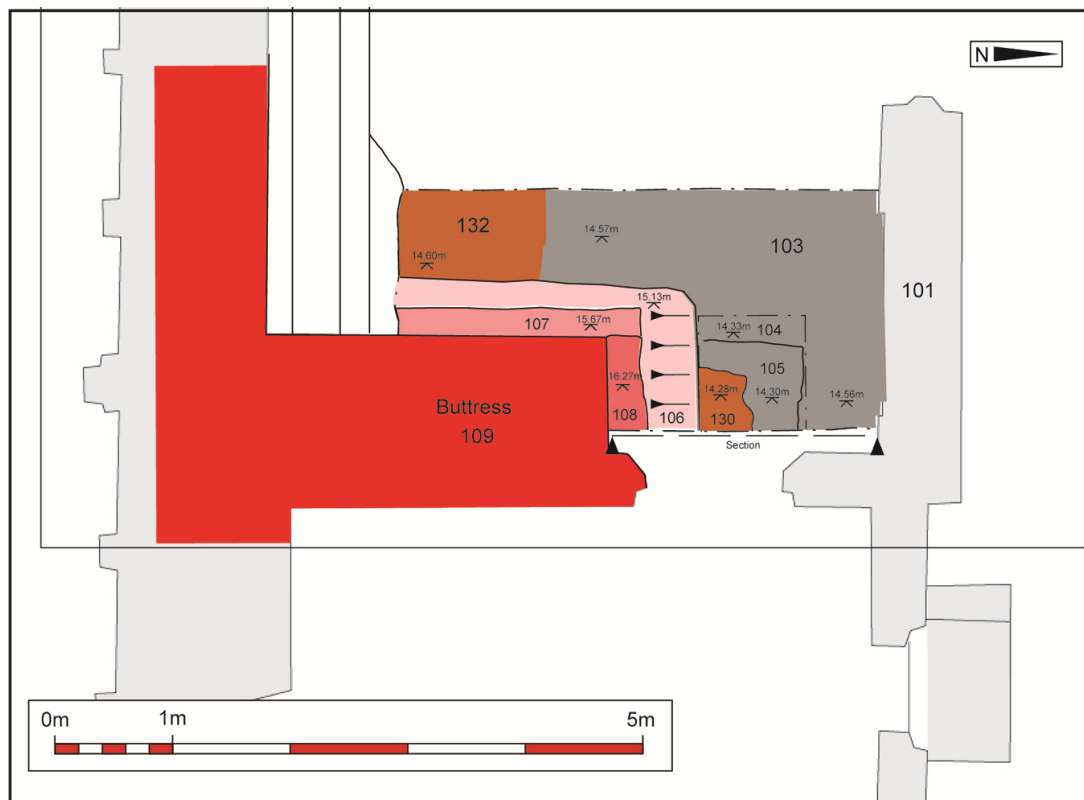 N
132
14.57m
103
14.60m
101
15.13m
107
15.67m
14.33m
104
105
16.27m
14.28m
14.30m
14.56m
108
106
130
Buttress
109
Section
0m
1m
5m